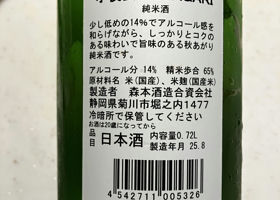 純米酒
少し低めの14%でアルコール感を
和らげながら、しっかりとコクの
ある味わいで旨味のある秋あがり
純米酒です。
アルコール分 14% 精米歩合 65%
米(国産)、米麹(国産米)
製造者 森本酒造合資会社
静岡県菊川市堀之内1477
冷暗所で保管してください
お酒は20歳になってから
日本酒 内容量0.72L
製造年月 25.8
4 542711 005326